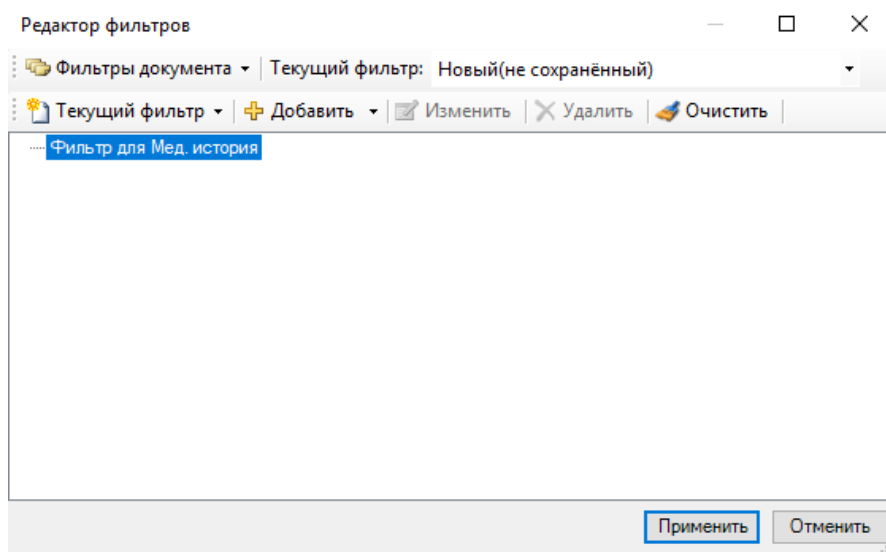 Редактор фильтров
Фильтры документа Текущий фильтр: Новый(не сохранённый)
Текущий фильтр Добавить Изменить Удалить Очистить
Фильтр для Мед. история
Применить Отменить